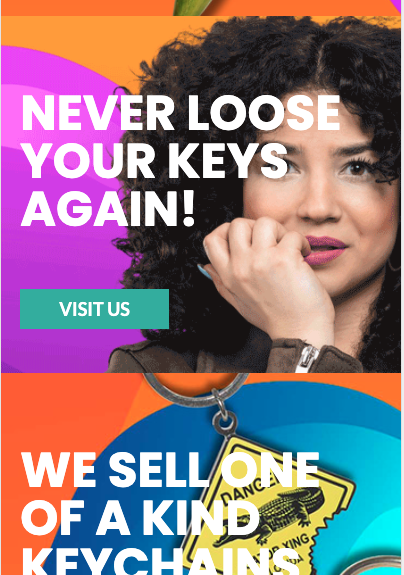 NEVER LOOSE
YOUR KEYS
AGAIN!
VISIT US
DANGER
WE SELL ONE
OF A KIND
XING
KEYCHAINS